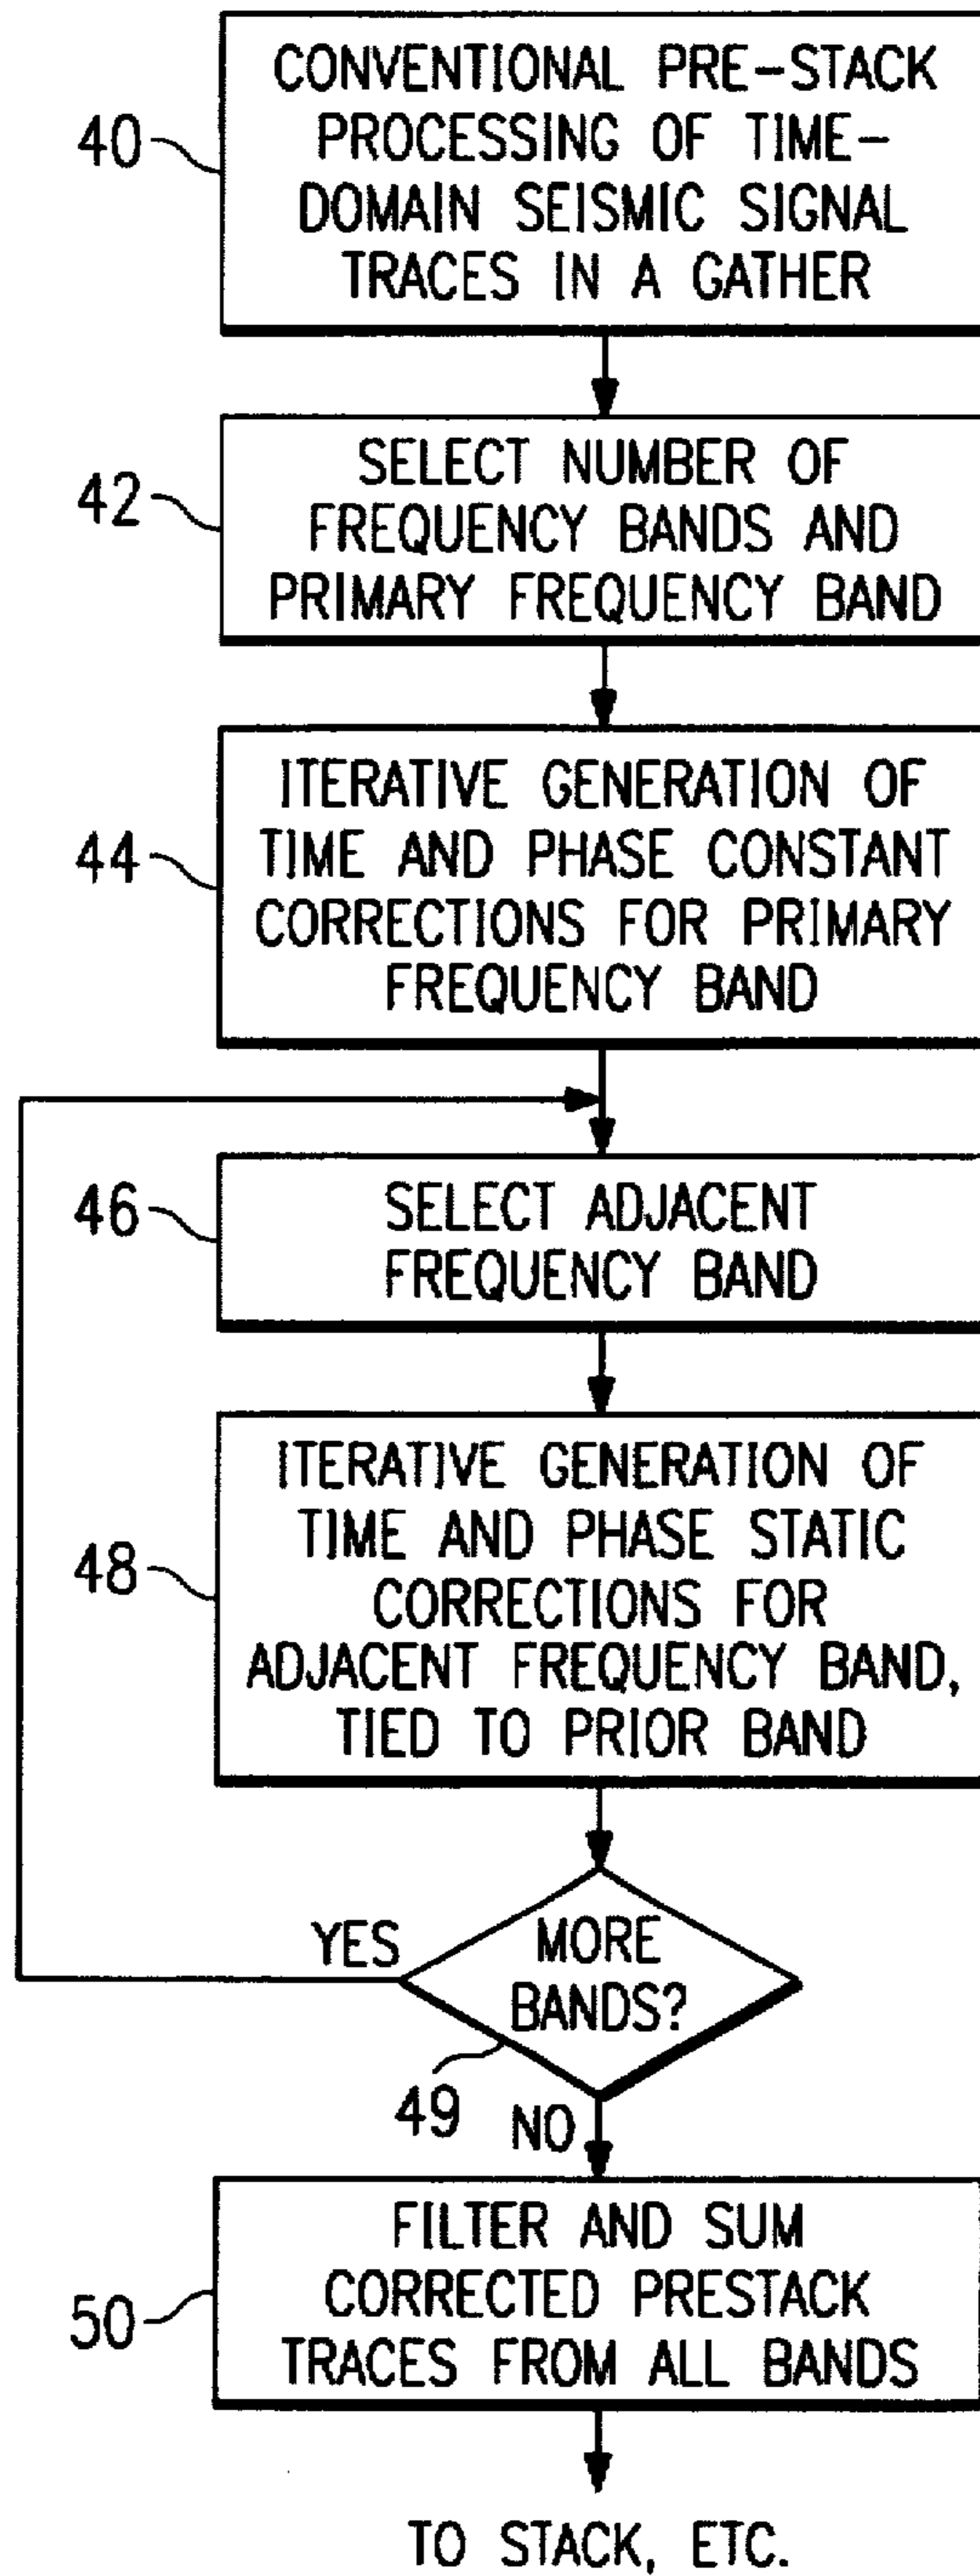 40
CONVENTIONAL PRE-STACK
PROCESSING OF TIME-
DOMAIN SEISMIC SIGNAL
TRACES IN A GATHER
42
SELECT NUMBER OF
FREQUENCY BANDS AND
PRIMARY FREQUENCY BAND
44
ITERATIVE GENERATION OF
TIME AND PHASE CONSTANT
CORRECTIONS FOR PRIMARY
FREQUENCY BAND
46
SELECT ADJACENT
FREQUENCY BAND
48
ITERATIVE GENERATION OF
TIME AND PHASE STATIC
CORRECTIONS FOR
ADJACENT FREQUENCY BAND,
TIED TO PRIOR BAND
YES
MORE
BANDS?
49
NO
50
FILTER AND SUM
CORRECTED PRESTACK
TRACES FROM ALL BANDS
TO STACK, ETC.